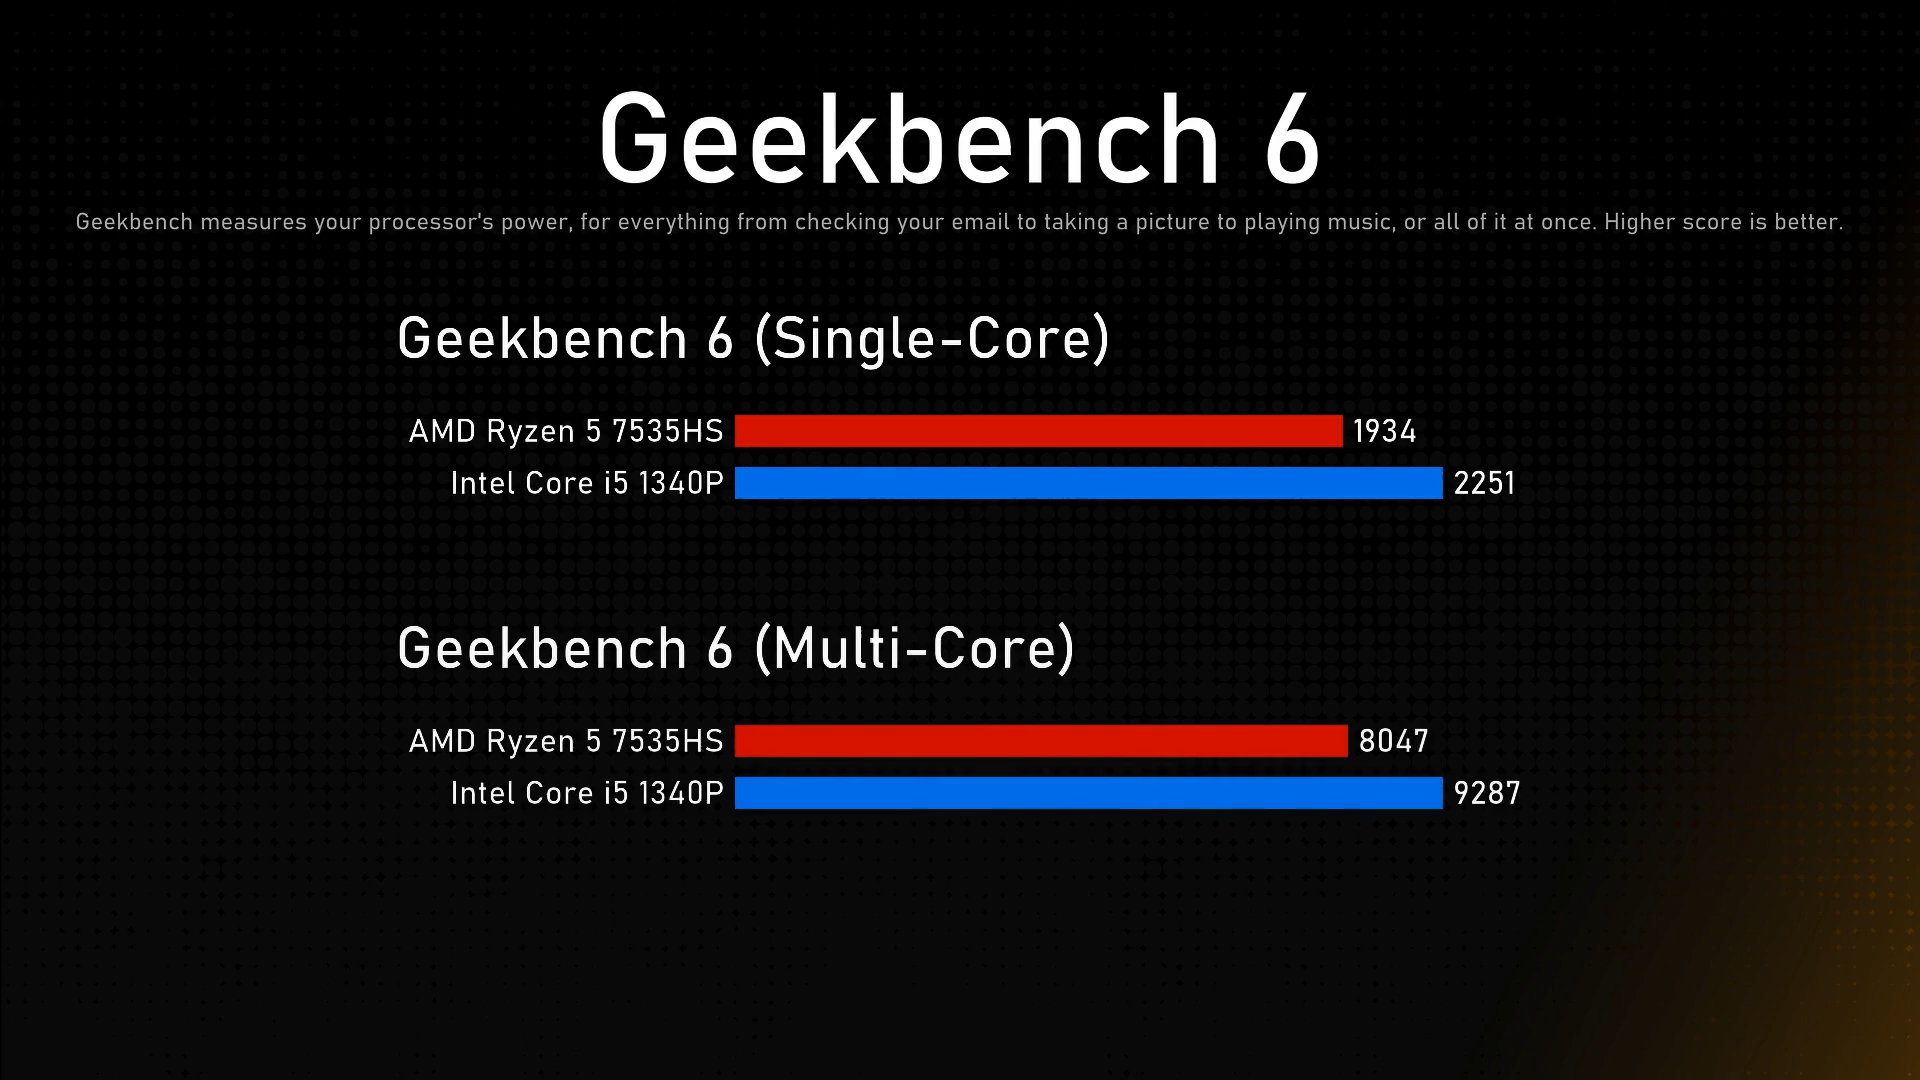 Geekbench 6
Geekbench measures your processor's power, for everything from checking your email to taking a picture to playing music, or all of it at once. Higher score is better.
Geekbench 6 (Single-Core)
AMD Ryzen 5 7535HS 1934
Intel Core i5 1340P 2251
Geekbench 6 (Multi-Core)
AMD Ryzen 5 7535HS 8047
Intel Core i5 1340P 9287